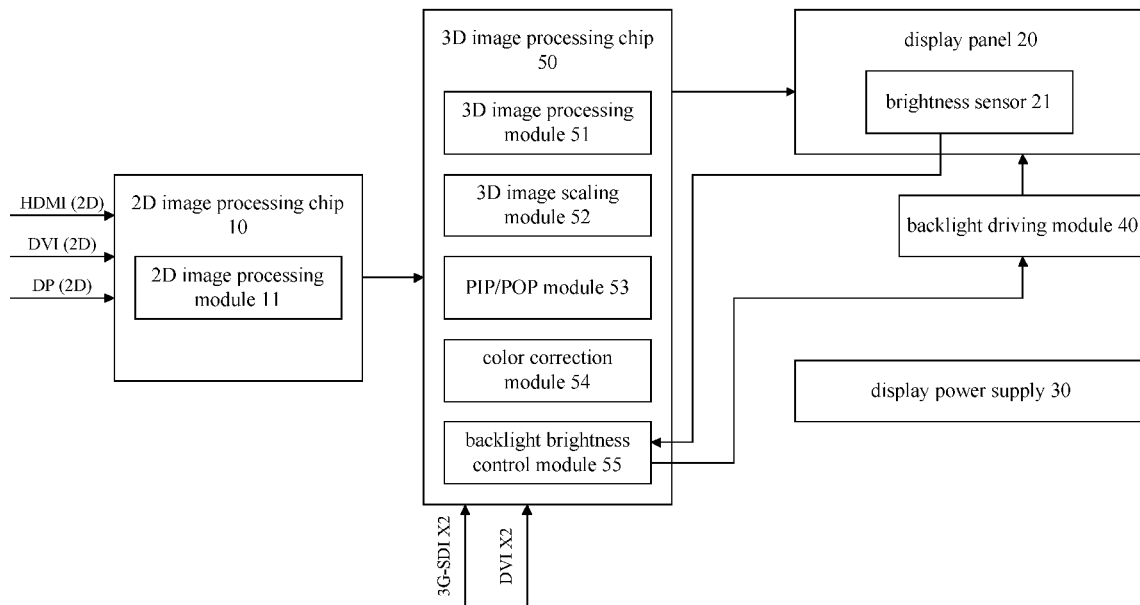 HDMI (2D)
DVI (2D)
DP (2D)
2D image processing chip
10
2D image processing
module 11
3D image processing chip
50
3D image processing
module 51
3D image scaling
module 52
PIP/POP module 53
color correction
module 54
backlight brightness
control module 55
3G-SDI X2
DVI X2
display panel 20
brightness sensor 21
backlight driving module 40
display power supply 30